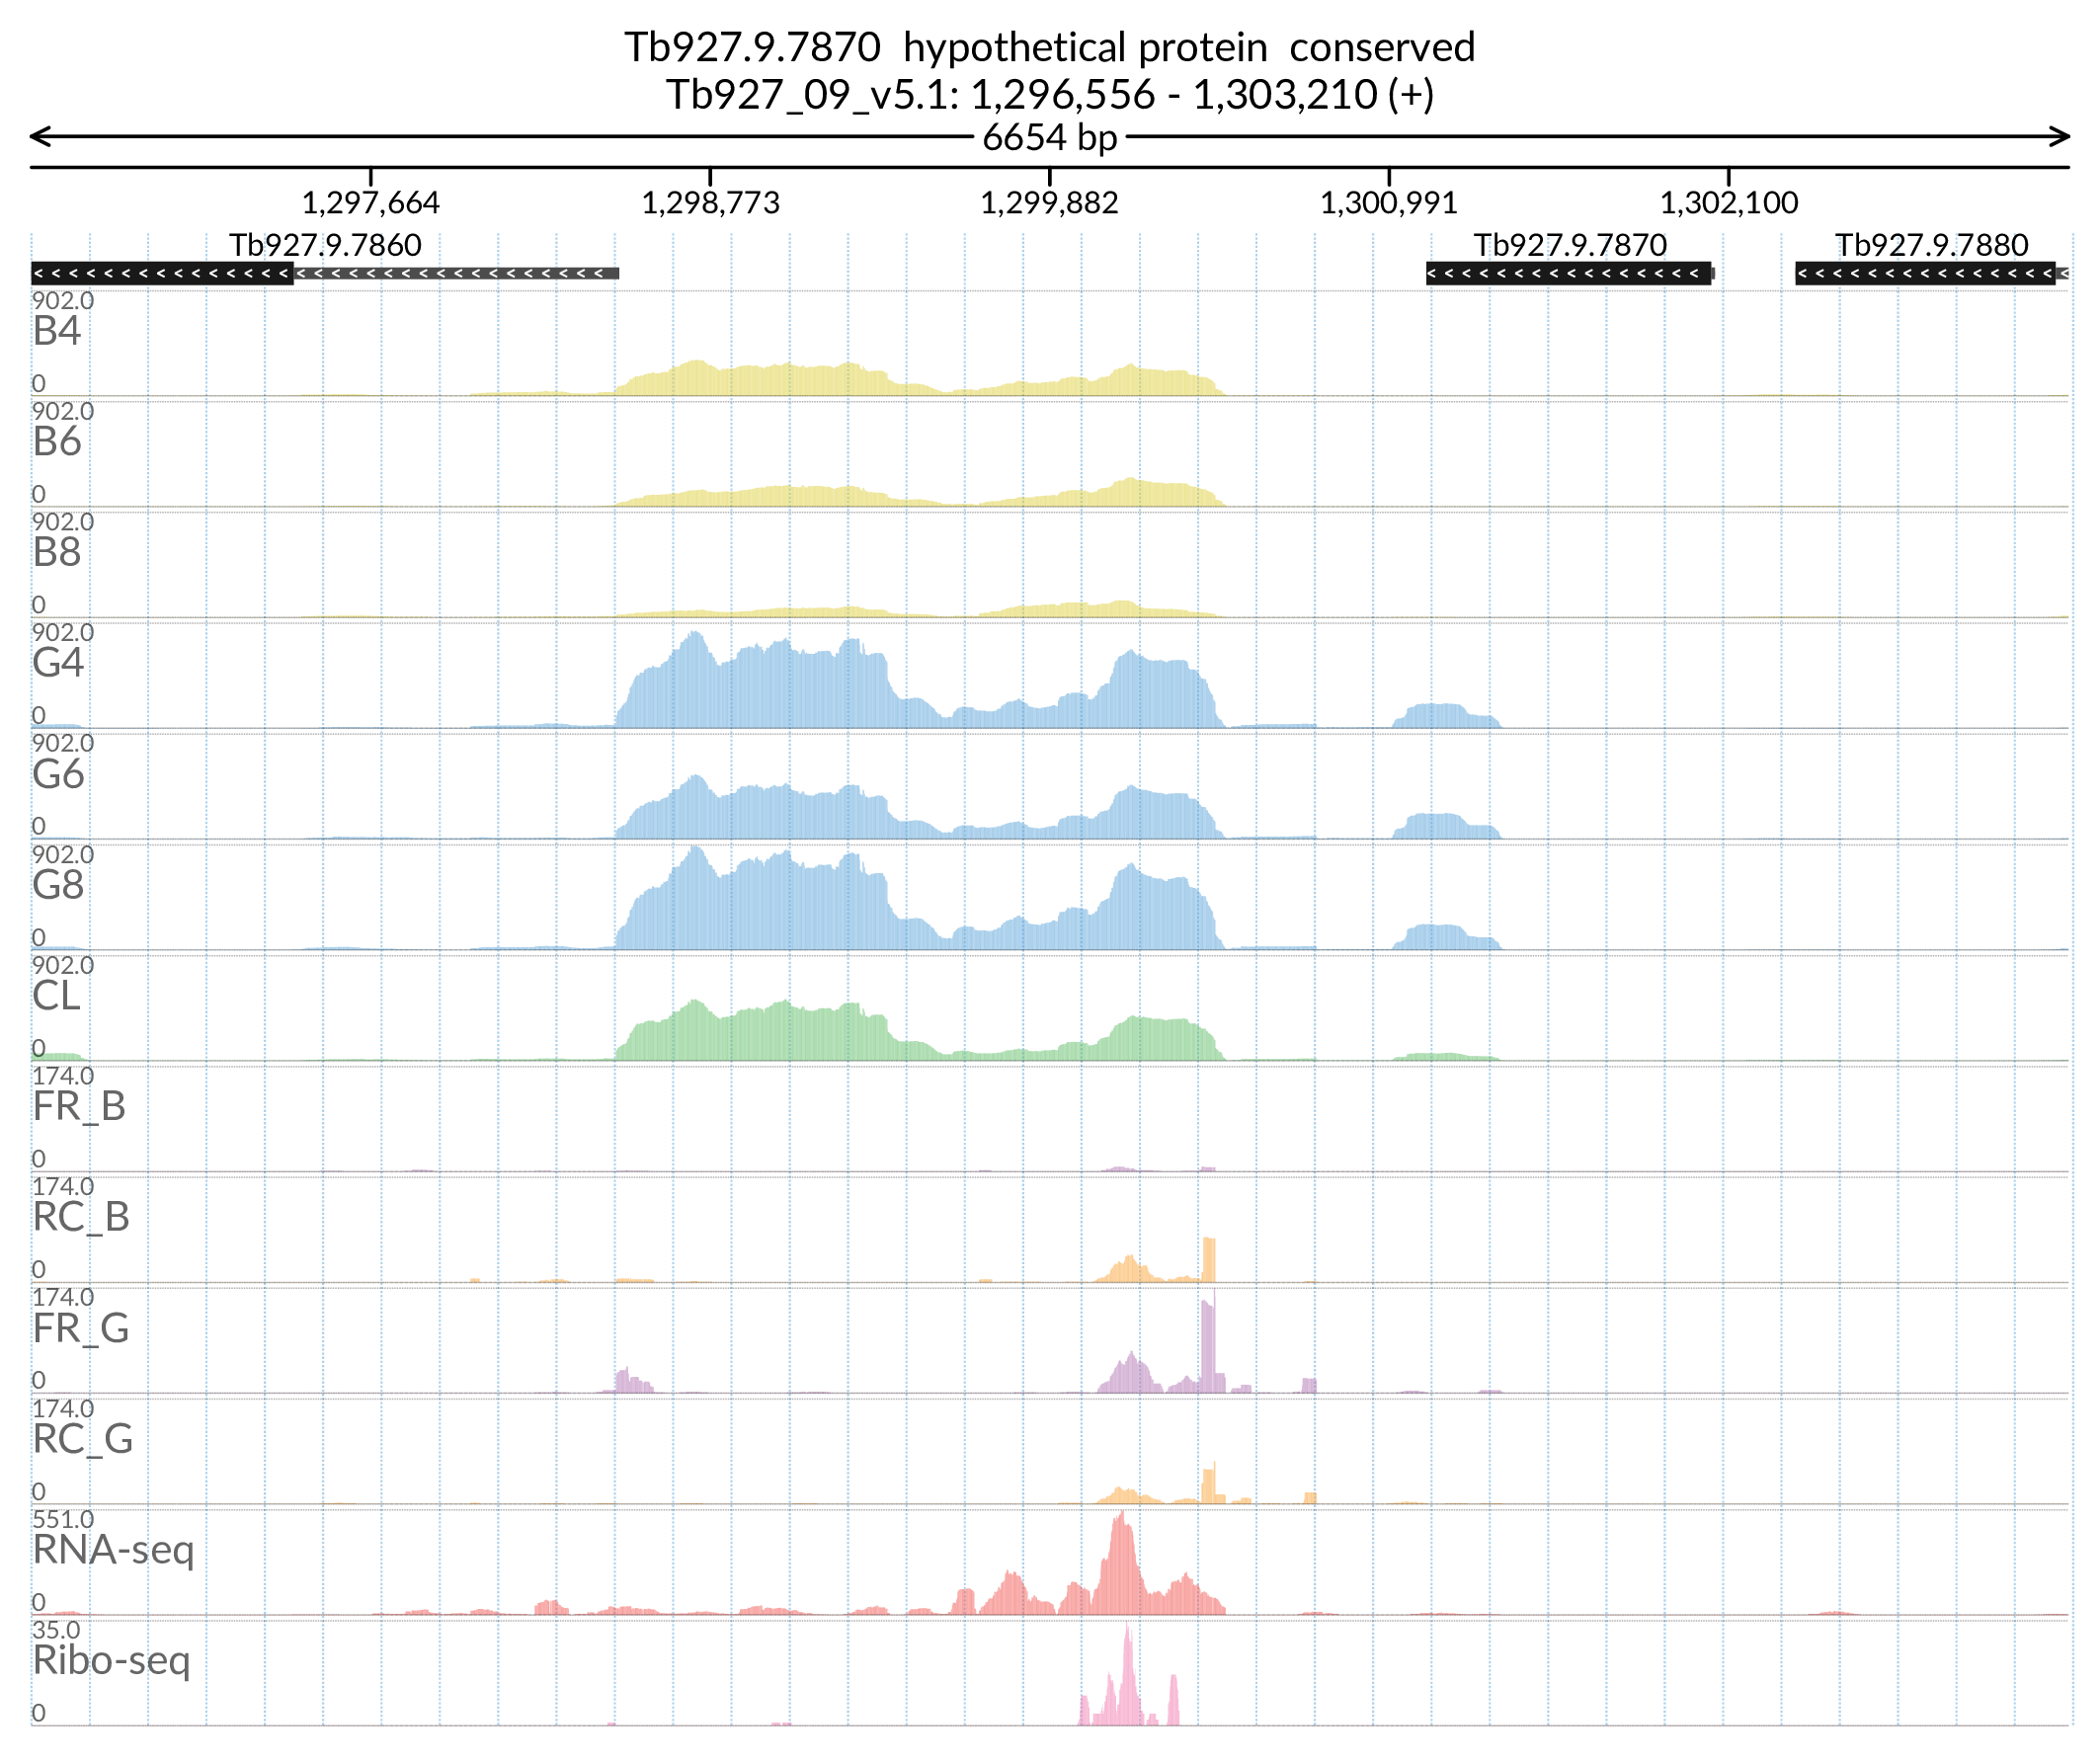 Tb927.9.7870 hypothetical protein conserved
Tb927_09_v5.1: 1,296,556 - 1,303,210 (+)
6654 bp
1,297,664 1,298,773 1,299,882 1,300,991 1,302,100
Tb927.9.7860 Tb927.9.7870 Tb927.9.7880
902.0
B4
0
902.0
B6
0
902.0
B8
0
902.0
G4
0
902.0
G6
0
902.0
G8
0
902.0
CL
0
174.0
FR_B
0
174.0
RC_B
0
174.0
FR_G
0
174.0
RC_G
0
551.0
RNA-seq
0
35.0
Ribo-seq
0